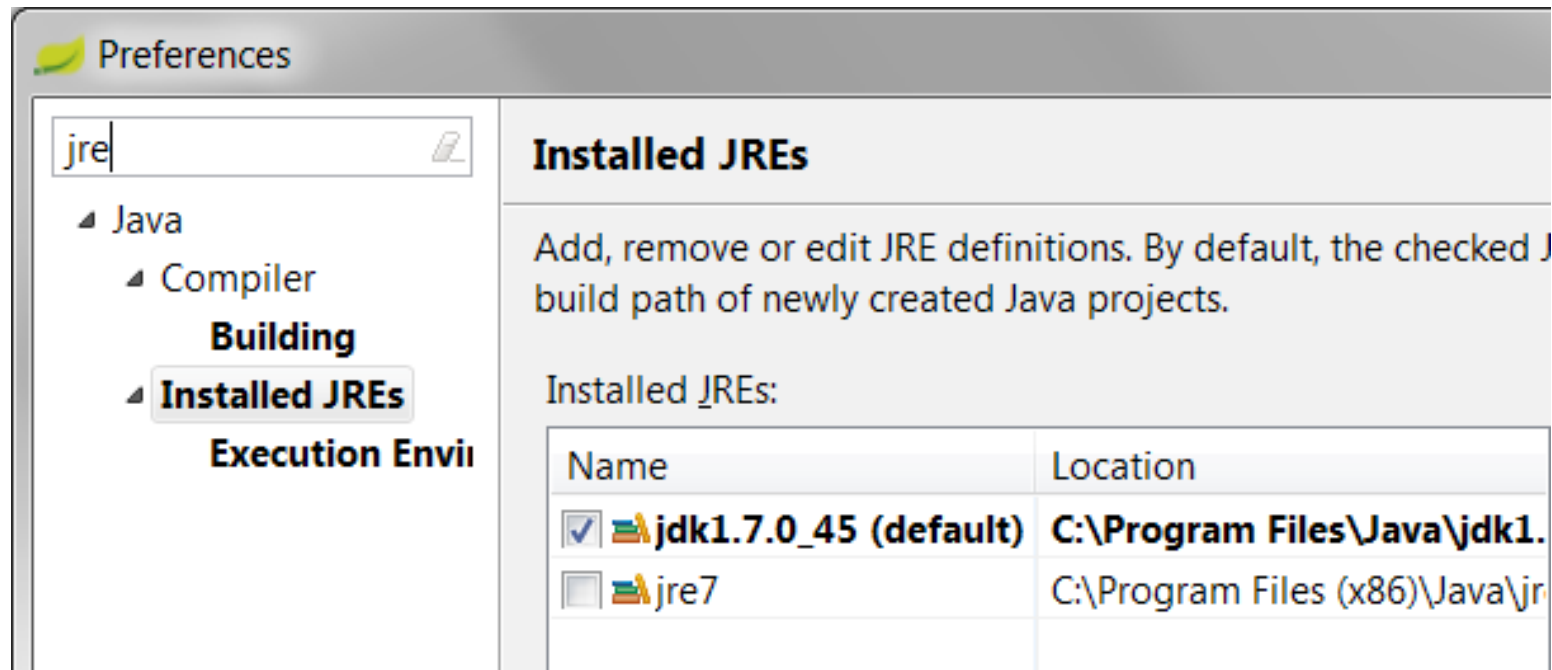 Preferences
jre
Java
Compiler
Building
Installed JREs
Execution
Installed JREs
Add, remove or edit JRE definitions. By default, the checked
build path of newly created Java projects.
Installed JREs:
Name Location
jdk1.7.0_45 (default) C:\Program Files\Java\jdk1.
jre7 C:\Program Files (x86)\Java\jr